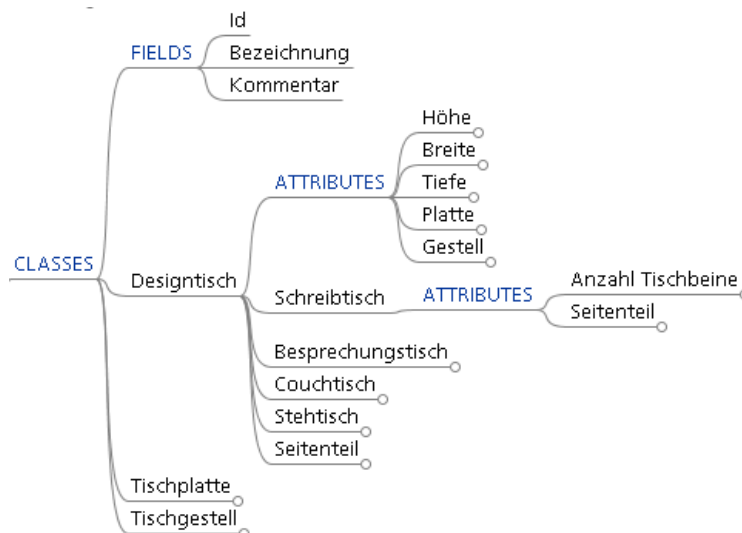 Id
FIELDS
Bezeichnung
Kommentar
Höhe
Breite
ATTRIBUTES
Tiefe
Platte
Gestell
CLASSES
Designtisch
Schreibtisch
ATTRIBUTES
Anzahl Tischbeine
Seitenteil
Besprechungstisch
Couchtisch
Stehtisch
Seitenteil
Tischplatte
Tischgestell